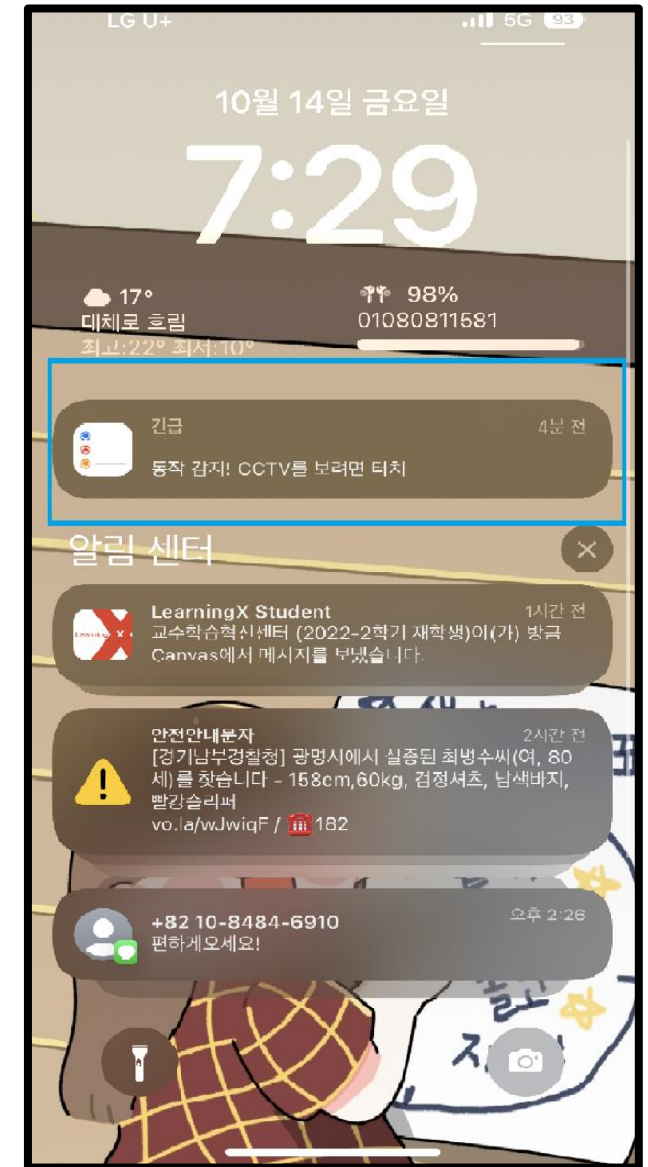 LG U+
5G 93
10월 14일 금요일
7:29
17°
98%
대체로 흐림
01080811581
최고:22° 최저:10°
긴급
4분 전
동작 감지! CCTV를 보려면 터치
알림 센터
LearningX Student
1시간 전
교수학습혁신센터 (2022-2학기 재학생)이(가) 방금
Canvas에서 메시지를 보냈습니다.
안전안내문자
2시간 전
[경기남부경찰청] 광명시에서 실종된 최병수씨(여, 80
세)를 찾습니다 - 158cm,60kg, 검정셔츠, 남색바지,
빨강슬리퍼
vo.la/wJwiqF / ☎182
+82 10-8484-6910
오후 2:26
편하게오세요!